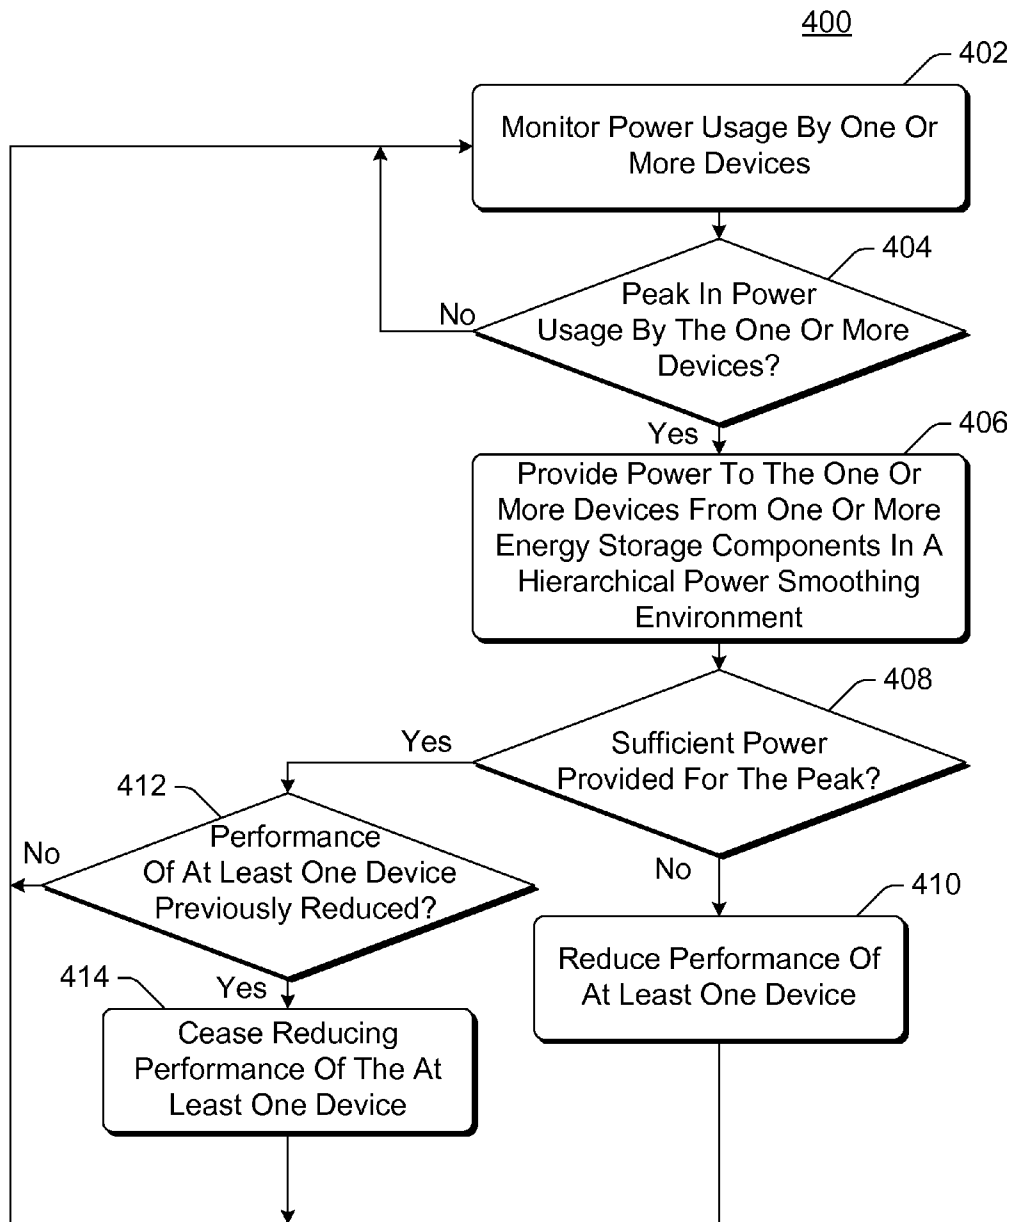 400
402
Monitor Power Usage By One Or
More Devices
404
Peak In Power
Usage By The One Or More
Devices?
No
Yes
406
Provide Power To The One Or
More Devices From One Or More
Energy Storage Components In A
Hierarchical Power Smoothing
Environment
408
Sufficient Power
Provided For The Peak?
Yes
412
Performance
Of At Least One Device
Previously Reduced?
No
No
410
Reduce Performance Of
At Least One Device
Yes
414
Cease Reducing
Performance Of The At
Least One Device